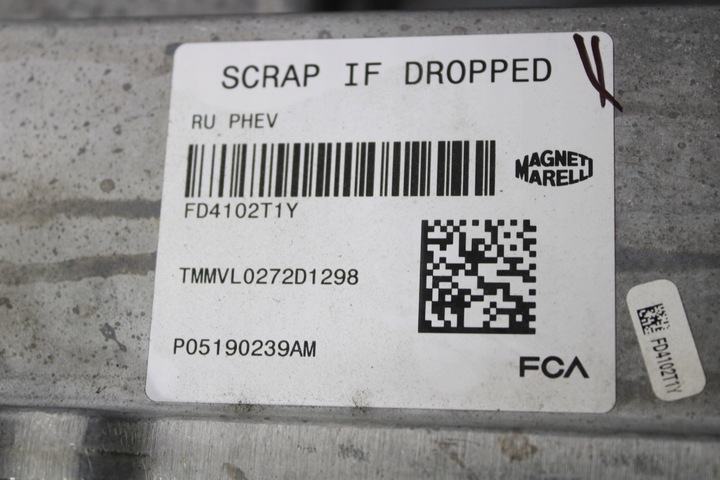 SCRAP IF DROPPED
RU PHEV
MAGNETI
MARELLI
FD4102T1Y
TMMVL0272D1298
P05190239AM
FCA
FD4102T1Y